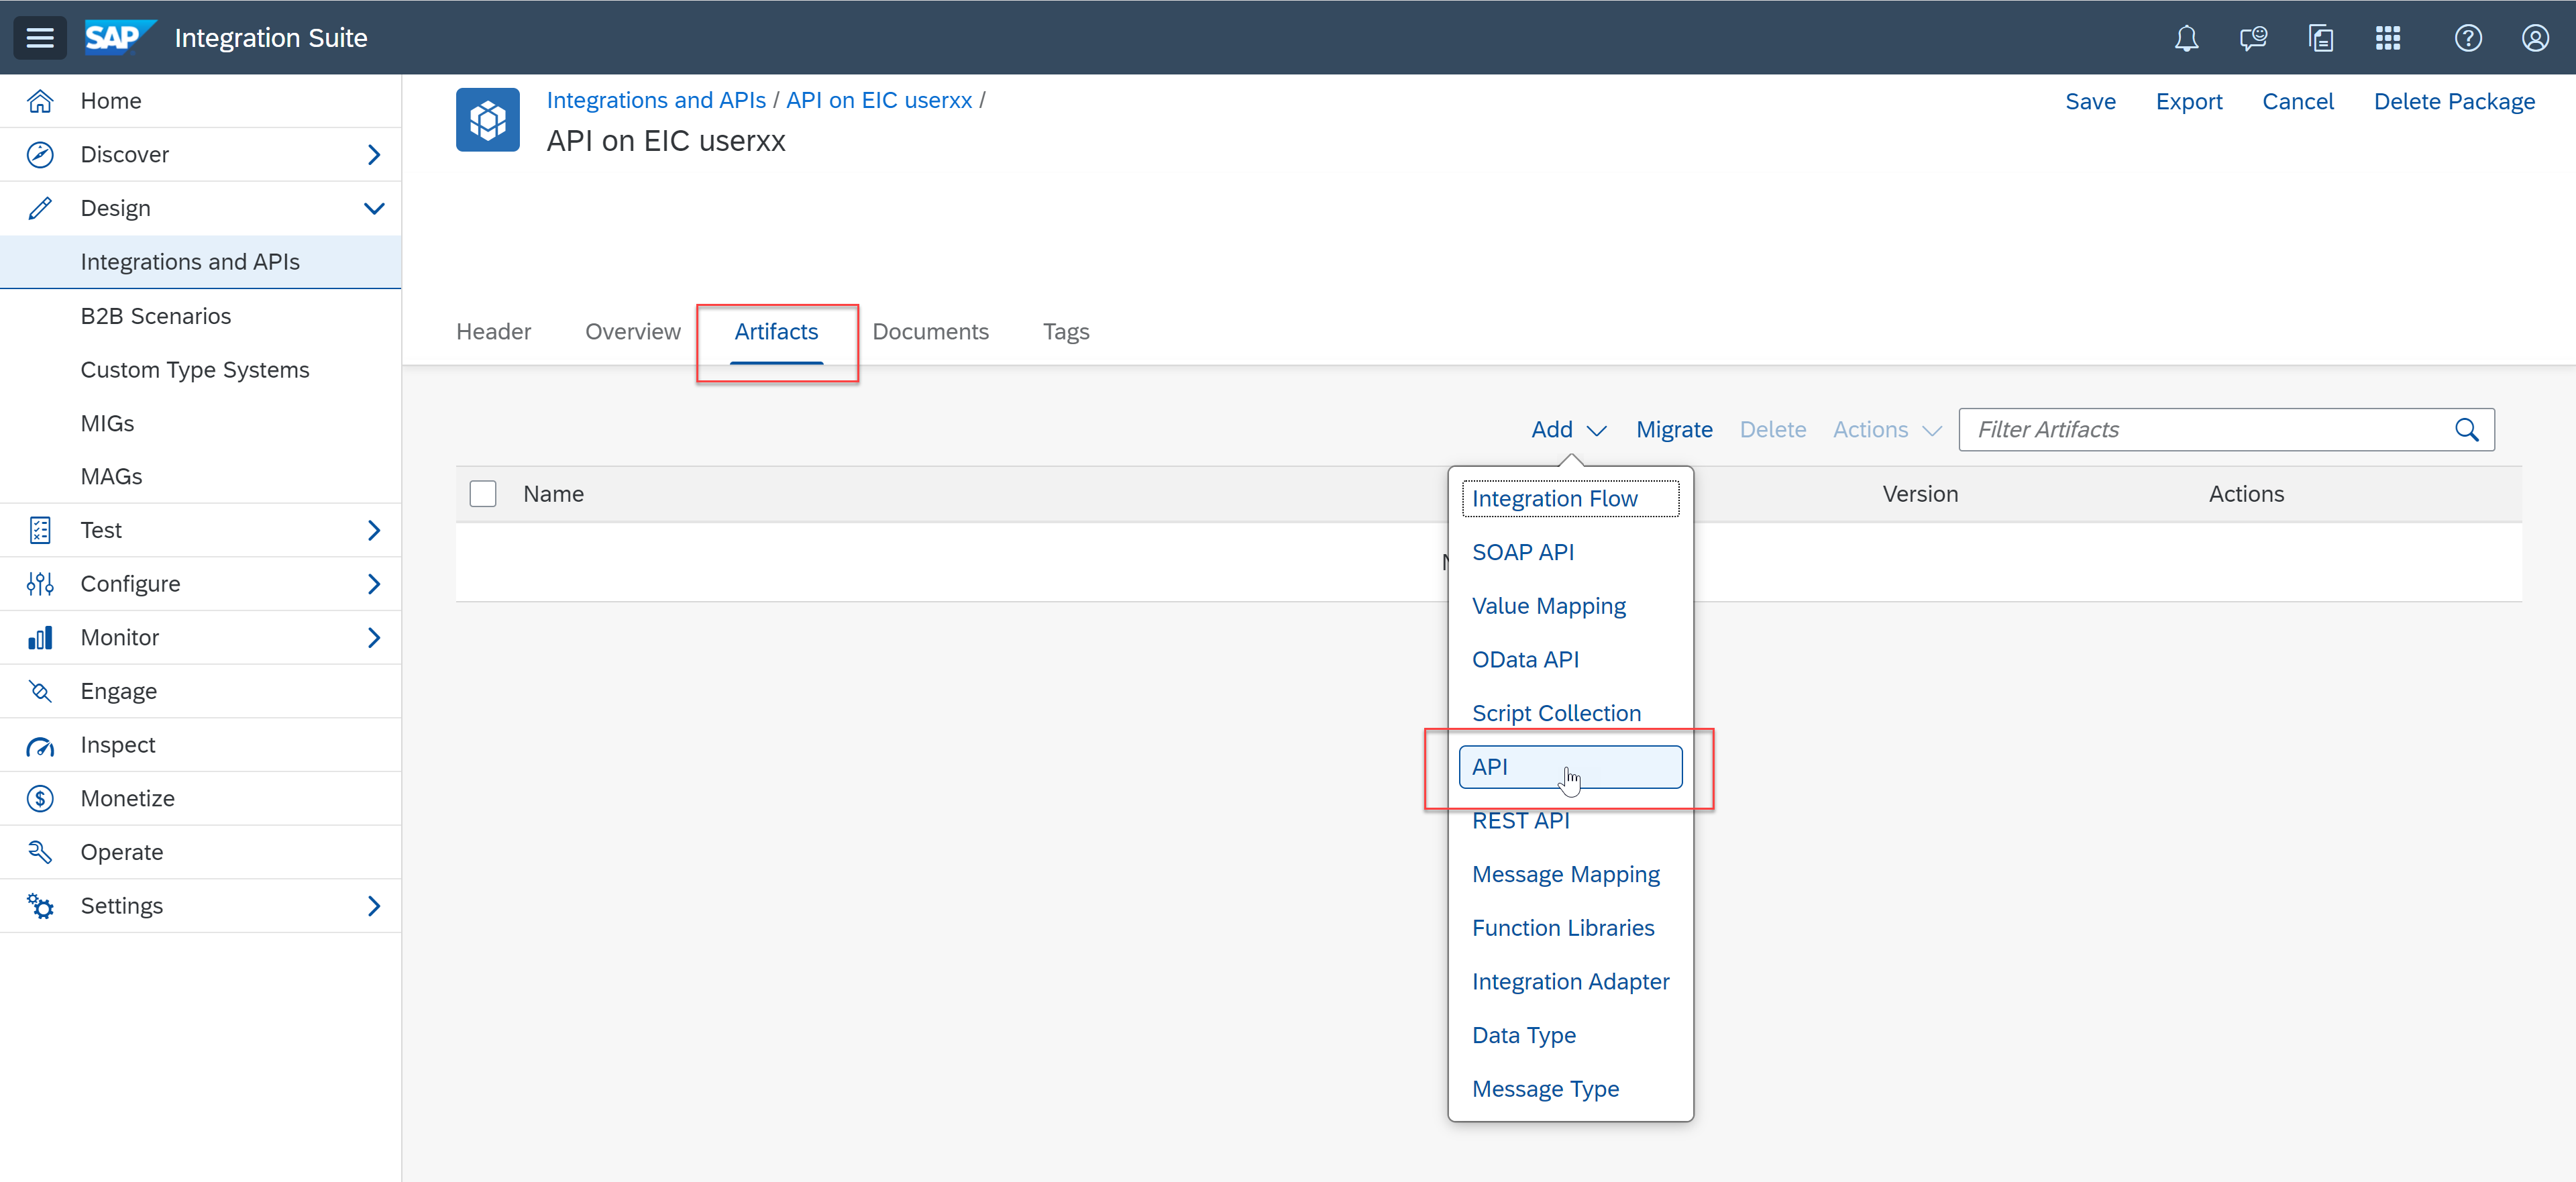 SAP Integration Suite
Home
Discover
Design
Integrations and APIs
B2B Scenarios
Custom Type Systems
MIGs
MAGs
Test
Configure
Monitor
Engage
Inspect
Monetize
Operate
Settings
Integrations and APIs / API on EIC userxx /
API on EIC userxx
Save Export Cancel Delete Package
Header Overview Artifacts Documents Tags
Add Migrate Delete Actions Filter Artifacts
Name Version Actions
Integration Flow
SOAP API
Value Mapping
OData API
Script Collection
API
REST API
Message Mapping
Function Libraries
Integration Adapter
Data Type
Message Type